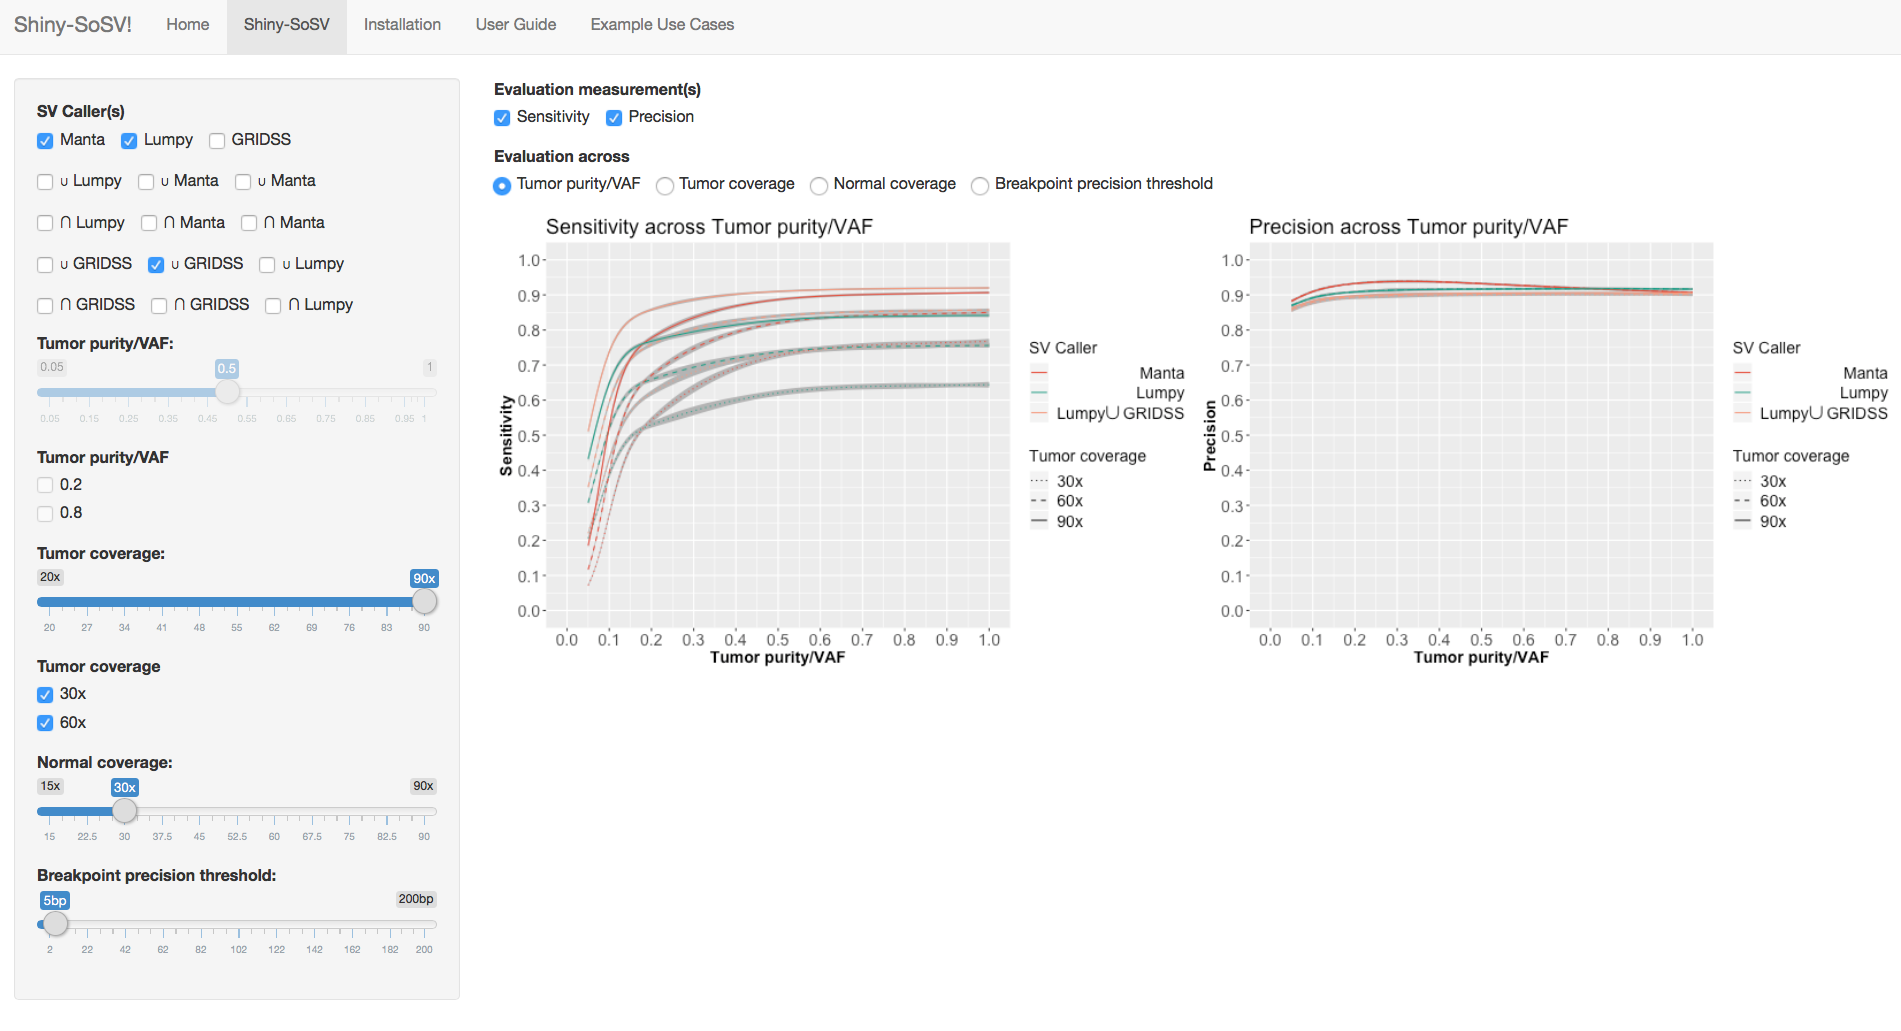 Shiny-SoSV! Home Shiny-SoSV Installation User Guide Example Use Cases
SV Caller(s)
Manta Lumpy GRIDSS
∪ Lumpy ∪ Manta ∪ Manta
∩ Lumpy ∩ Manta ∩ Manta
∪ GRIDSS ∪ GRIDSS ∪ Lumpy
∩ GRIDSS ∩ GRIDSS ∩ Lumpy
Tumor purity/VAF:
0.05 0.5 1
0.05 0.15 0.25 0.35 0.45 0.55 0.65 0.75 0.85 0.95 1
Tumor purity/VAF
0.2
0.8
Tumor coverage:
20x 90x
20 27 34 41 48 55 62 69 76 83 90
Tumor coverage
30x
60x
Normal coverage:
15x 30x 90x
15 22.5 30 37.5 45 52.5 60 67.5 75 82.5 90
Breakpoint precision threshold:
5bp 200bp
2 22 42 62 82 102 122 142 162 182 200
Evaluation measurement(s)
Sensitivity Precision
Evaluation across
Tumor purity/VAF Tumor coverage Normal coverage Breakpoint precision threshold
Sensitivity across Tumor purity/VAF
Sensitivity
1.0
0.9
0.8
0.7
0.6
0.5
0.4
0.3
0.2
0.1
0.0
0.0 0.1 0.2 0.3 0.4 0.5 0.6 0.7 0.8 0.9 1.0
Tumor purity/VAF
SV Caller
Manta
Lumpy
Lumpy∪ GRIDSS
Tumor coverage
30x
60x
90x
Precision across Tumor purity/VAF
Precision
1.0
0.9
0.8
0.7
0.6
0.5
0.4
0.3
0.2
0.1
0.0
0.0 0.1 0.2 0.3 0.4 0.5 0.6 0.7 0.8 0.9 1.0
Tumor purity/VAF
SV Caller
Manta
Lumpy
Lumpy∪ GRIDSS
Tumor coverage
30x
60x
90x